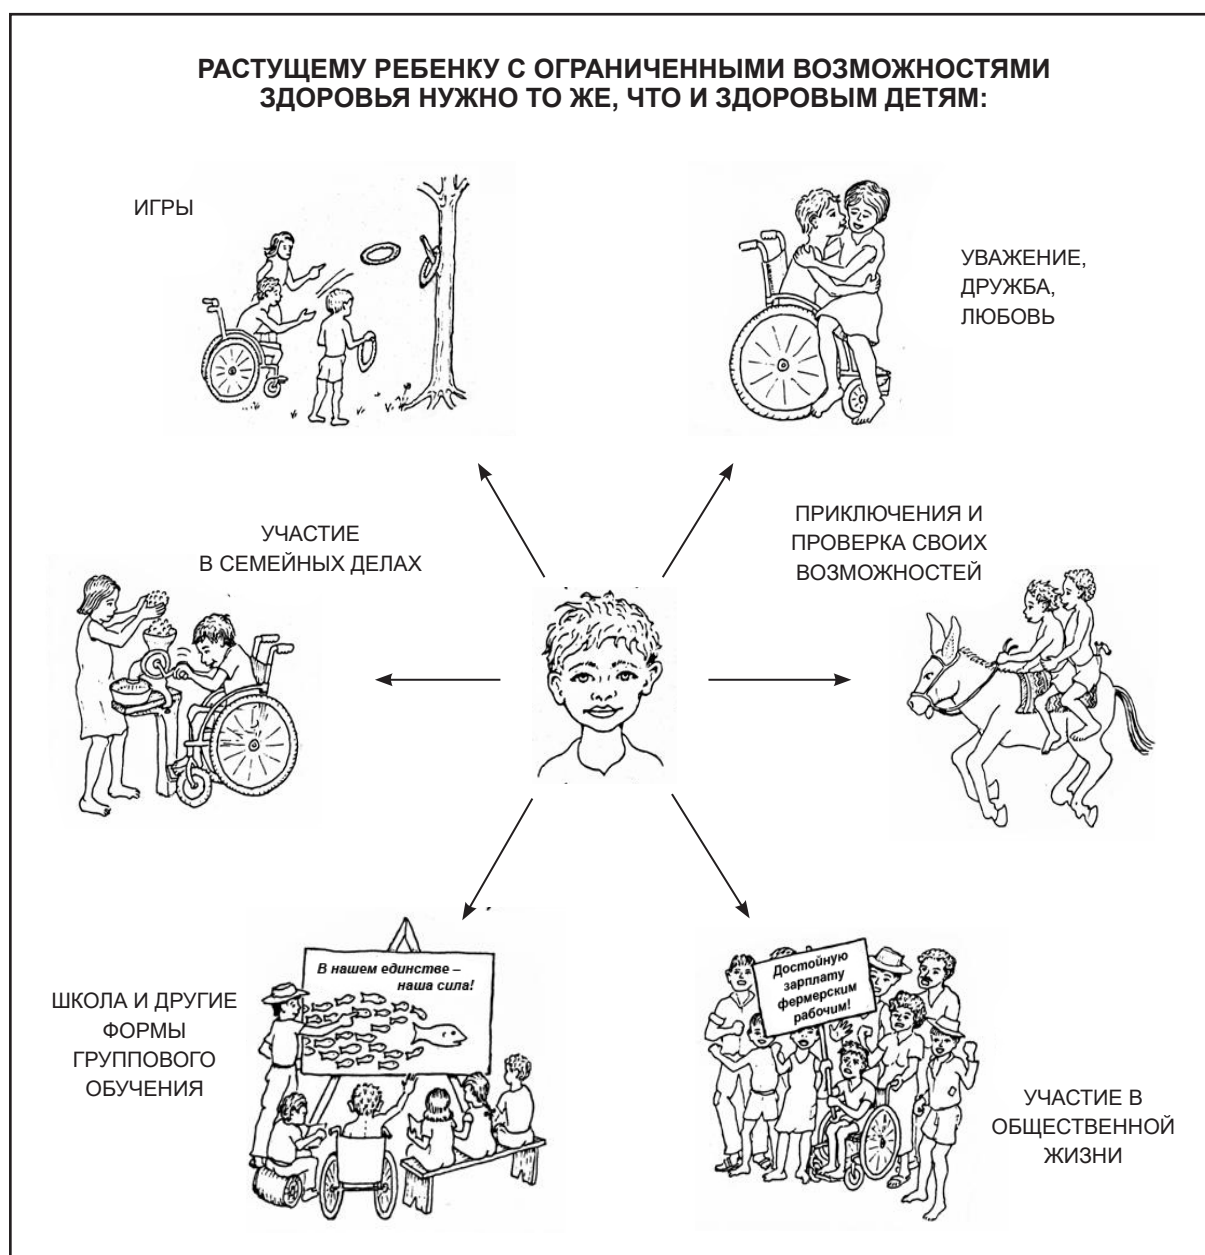 РАСТУЩЕМУ РЕБЕНКУ С ОГРАНИЧЕННЫМИ ВОЗМОЖНОСТЯМИ
ЗДОРОВЬЯ НУЖНО ТО ЖЕ, ЧТО И ЗДОРОВЫМ ДЕТЯМ:
ИГРЫ
УВАЖЕНИЕ,
ДРУЖБА,
ЛЮБОВЬ
УЧАСТИЕ
В СЕМЕЙНЫХ ДЕЛАХ
ПРИКЛЮЧЕНИЯ И
ПРОВЕРКА СВОИХ
ВОЗМОЖНОСТЕЙ
ШКОЛА И ДРУГИЕ
ФОРМЫ
ГРУППОВОГО
ОБУЧЕНИЯ
В нашем единстве –
наша сила!
Достойную
зарплату
фермерским
рабочим!
УЧАСТИЕ В
ОБЩЕСТВЕННОЙ
ЖИЗНИ